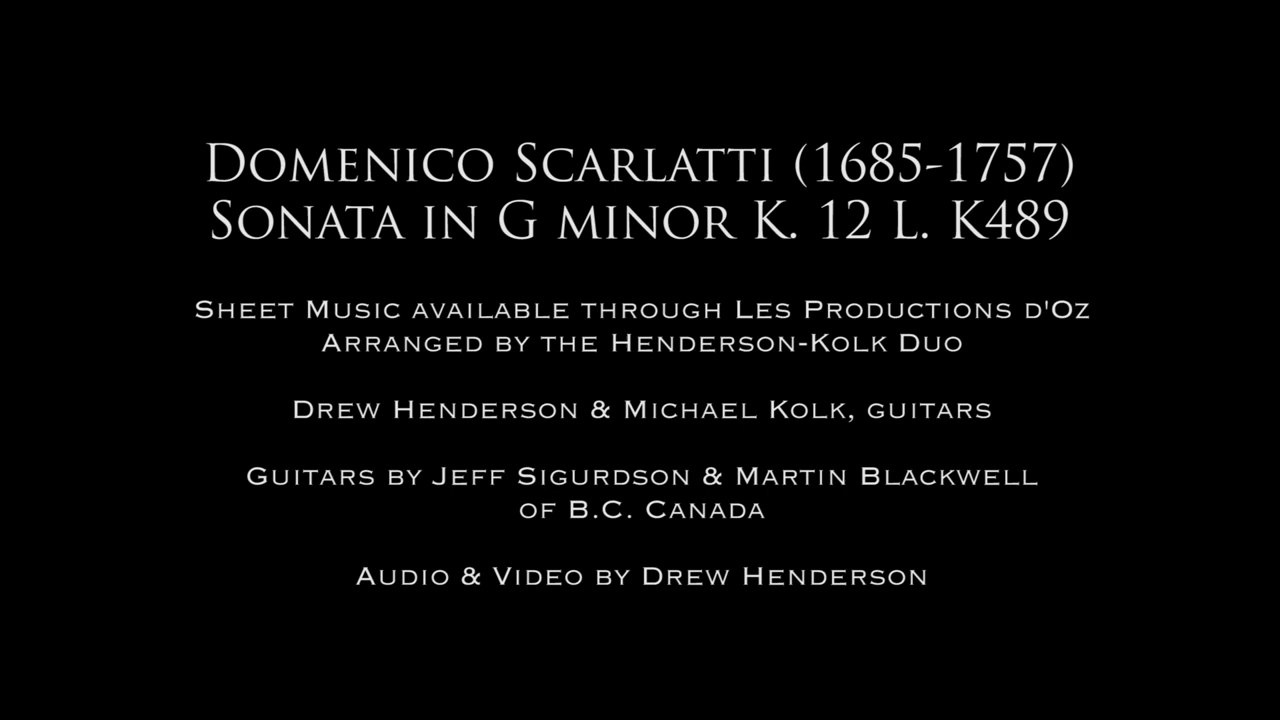 Domenico Scarlatti (1685-1757)
Sonata in G minor K. 12 L. K489
Sheet Music available through Les Productions d'Oz
Arranged by the Henderson-Kolk Duo
Drew Henderson & Michael Kolk, guitars
Guitars by Jeff Sigurdson & Martin Blackwell
of B.C. Canada
Audio & Video by Drew Henderson